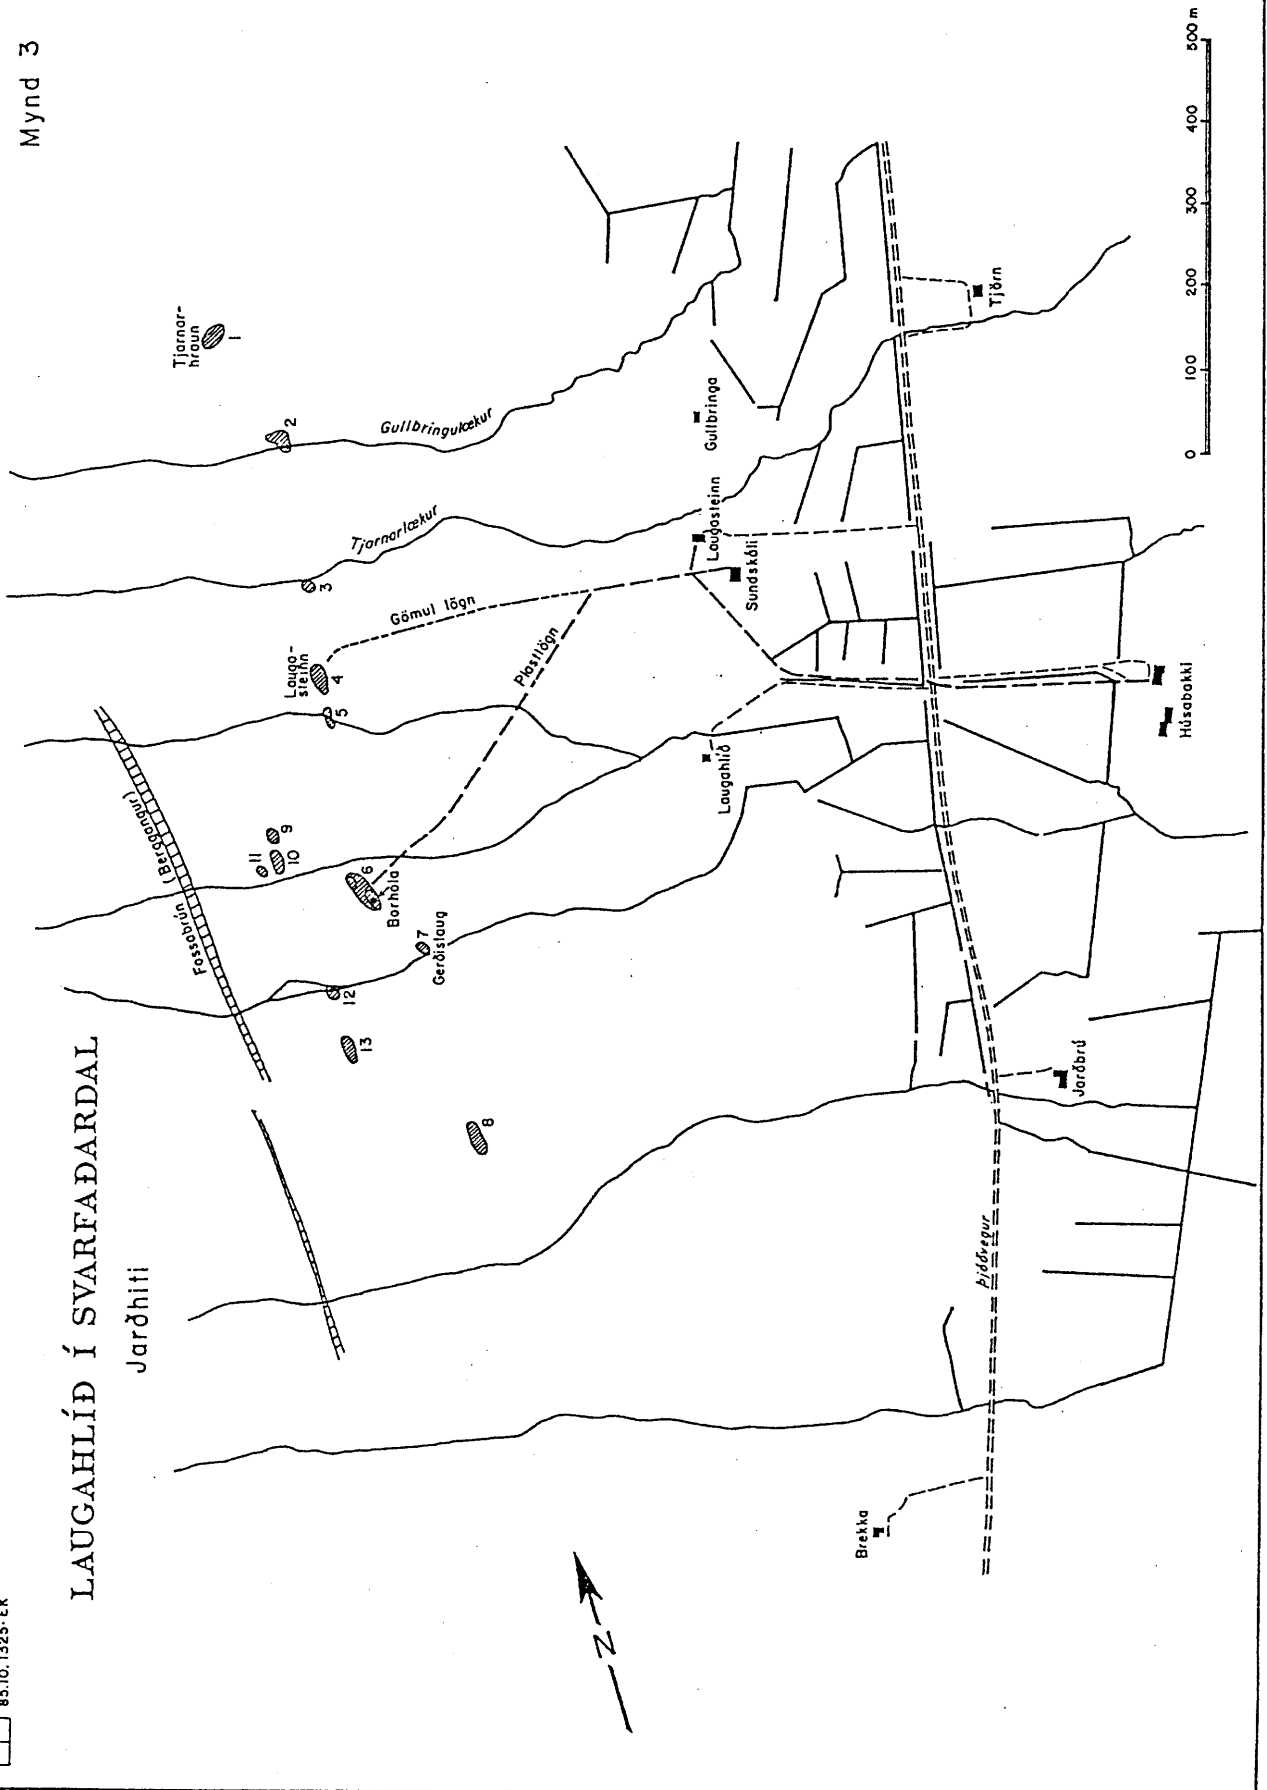 Mynd 3
85.10.1325-EK
LAUGAHLÍÐ Í SVARFAÐARDAL
Jarðhiti
Tjarnar-
hraun
1
2
Gullbringulækur
Tjarnarlækur
3
Gömul lögn
Lauga-
steinn
4
5
Plastlögn
Fossabrún (Berggangur)
9
10
11
6
Borhola
7
Gerðislaug
12
13
8
Gullbringa
Laugasteinn
Sundskáli
Laugahlíð
Tjörn
Húsabakki
Jarðbrú
Þjóðvegur
Brekka
N
0 100 200 300 400 500 m